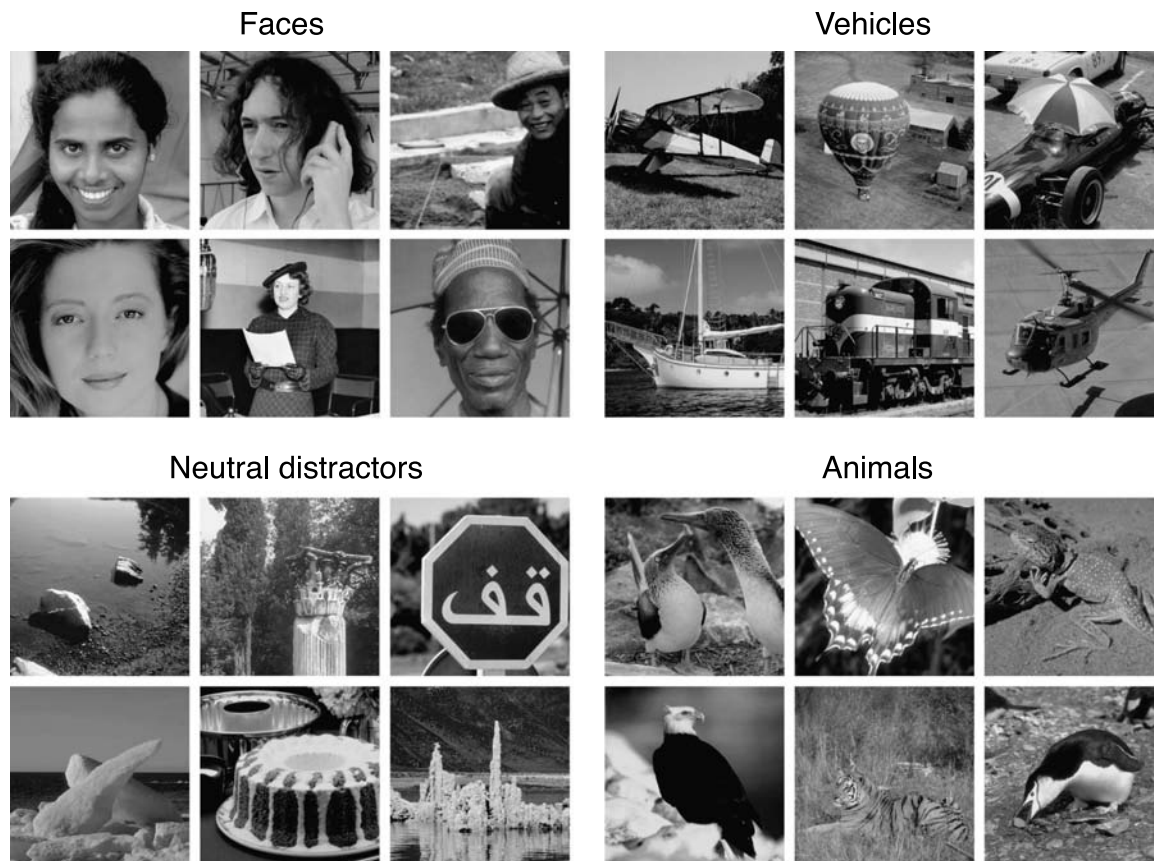 Faces
Vehicles
Neutral distractors
Animals
قف